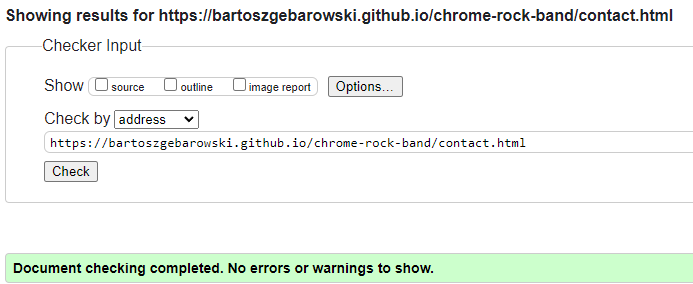 Showing results for https://bartoszgebarowski.github.io/chrome-rock-band/contact.html
Checker Input
Show source outline image report Options...
Check by address
https://bartoszgebarowski.github.io/chrome-rock-band/contact.html
Check
Document checking completed. No errors or warnings to show.